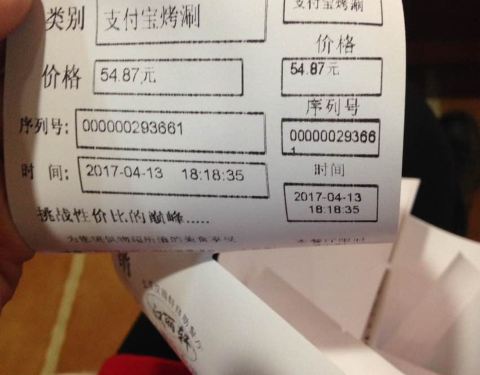 类别 支付宝烤涮
价格 54.87元
序列号: 000000293661
时 间: 2017-04-13 18:18:35
挑战性价比的巅峰.....
支付宝烤涮
价格
54.87元
序列号
00000029366
1
时间
2017-04-13
18:18:35